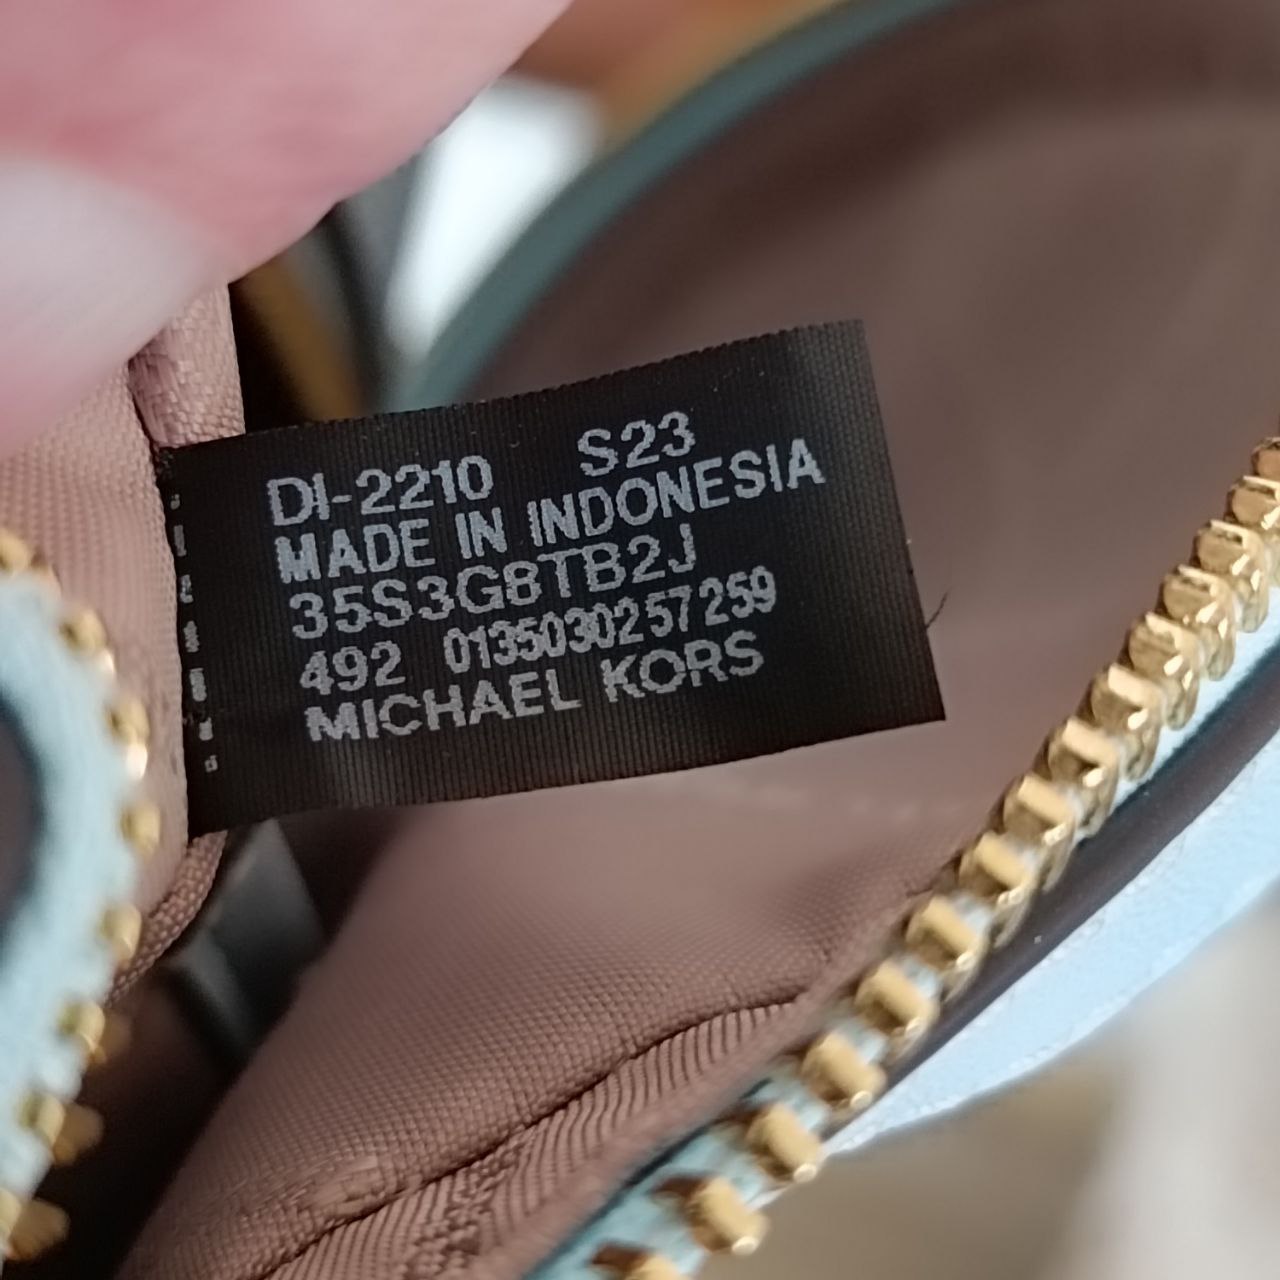 DI-2210 S23
MADE IN INDONESIA
35S3G8TB2J
492 0135030257259
MICHAEL KORS